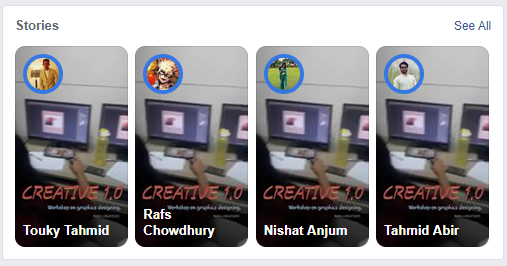 Stories
See All
CREATIVE 1.0
Workshop on graphics designing.
Touky Tahmid
CREATIVE 1.0
Workshop on graphics designing.
Rafs
Chowdhury
CREATIVE 1.0
Workshop on graphics designing.
Nishat Anjum
CREATIVE 1.0
Workshop on graphics designing.
Tahmid Abir